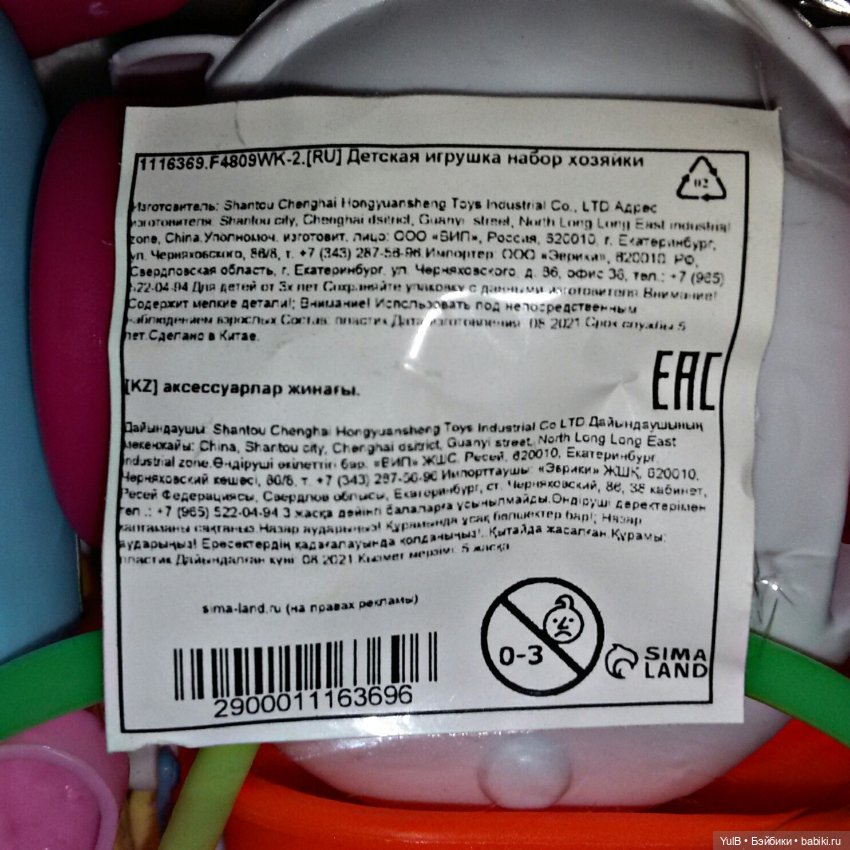 1116369.F4809WK-2.[RU] Детская игрушка набор хозяйки
02
Изготовитель: Shantou Chenghai Hongyuansheng Toys Industrial Co., LTD Адрес
изготовителя: Shantou city, Chenghai dsitrict, Guanyi street, North Long Long East industrial
zone, China.Уполномоч. изготовит. лицо: ООО «ВИП», Россия, 620010, г. Екатеринбург,
ул. Черняховского, 86/8, т. +7 (343) 287-56-96 Импортер: ООО «Эврики», 620010, РФ,
Свердловская область, г. Екатеринбург, ул. Черняховского, д. 86, офис 38, тел.: +7 (965)
522-04-94 Для детей от 3х лет Сохраняйте упаковку с данными изготовителя Внимание!
Содержит мелкие детали!; Внимание! Использовать под непосредственным
наблюдением взрослых Состав: пластик Дата изготовления: 08.2021 Срок службы 5
лет Сделано в Китае.
EAC
[KZ] аксессуарлар жинағы.
Дайындаушы: Shantou Chenghai Hongyuansheng Toys Industrial Co LTD Дайындаушының
мекенжайы: China, Shantou city, Chenghai dsitrict, Guanyi street, North Long Long East
industrial zone.Өндіруші өкілеттін бар. «ВИП» ЖШС, Ресей, 620010, Екатеринбург,
Черняховский көшесі, 86/8, т. +7 (343) 287-56-96 Импорттаушы: «Эврики» ЖШҚ, 620010,
Ресей Федерациясы, Свердлов облысы, Екатеринбург, ст. Черняховский, 86, 38 кабинет,
тел .: +7 (965) 522-04-94 3 жасқа дейінгі балаларға ұсынылмайды.Өндіруші деректерімен
қаптаманы сақтаңыз.Назар аударыңыз! Құрамында ұсақ бөлшектер бар!; Назар
аударыңыз! Ересектердің қадағалауында қолданыңыз!. Қытайда жасалған Құрамы:
пластик Дайындалған күні: 08.2021 Қызмет мерзімі: 5 жасқа
sima-land.ru (на правах рекламы)
2900011163696
0-3
SIMA
LAND
YulB • Бэйбики • babiki.ru